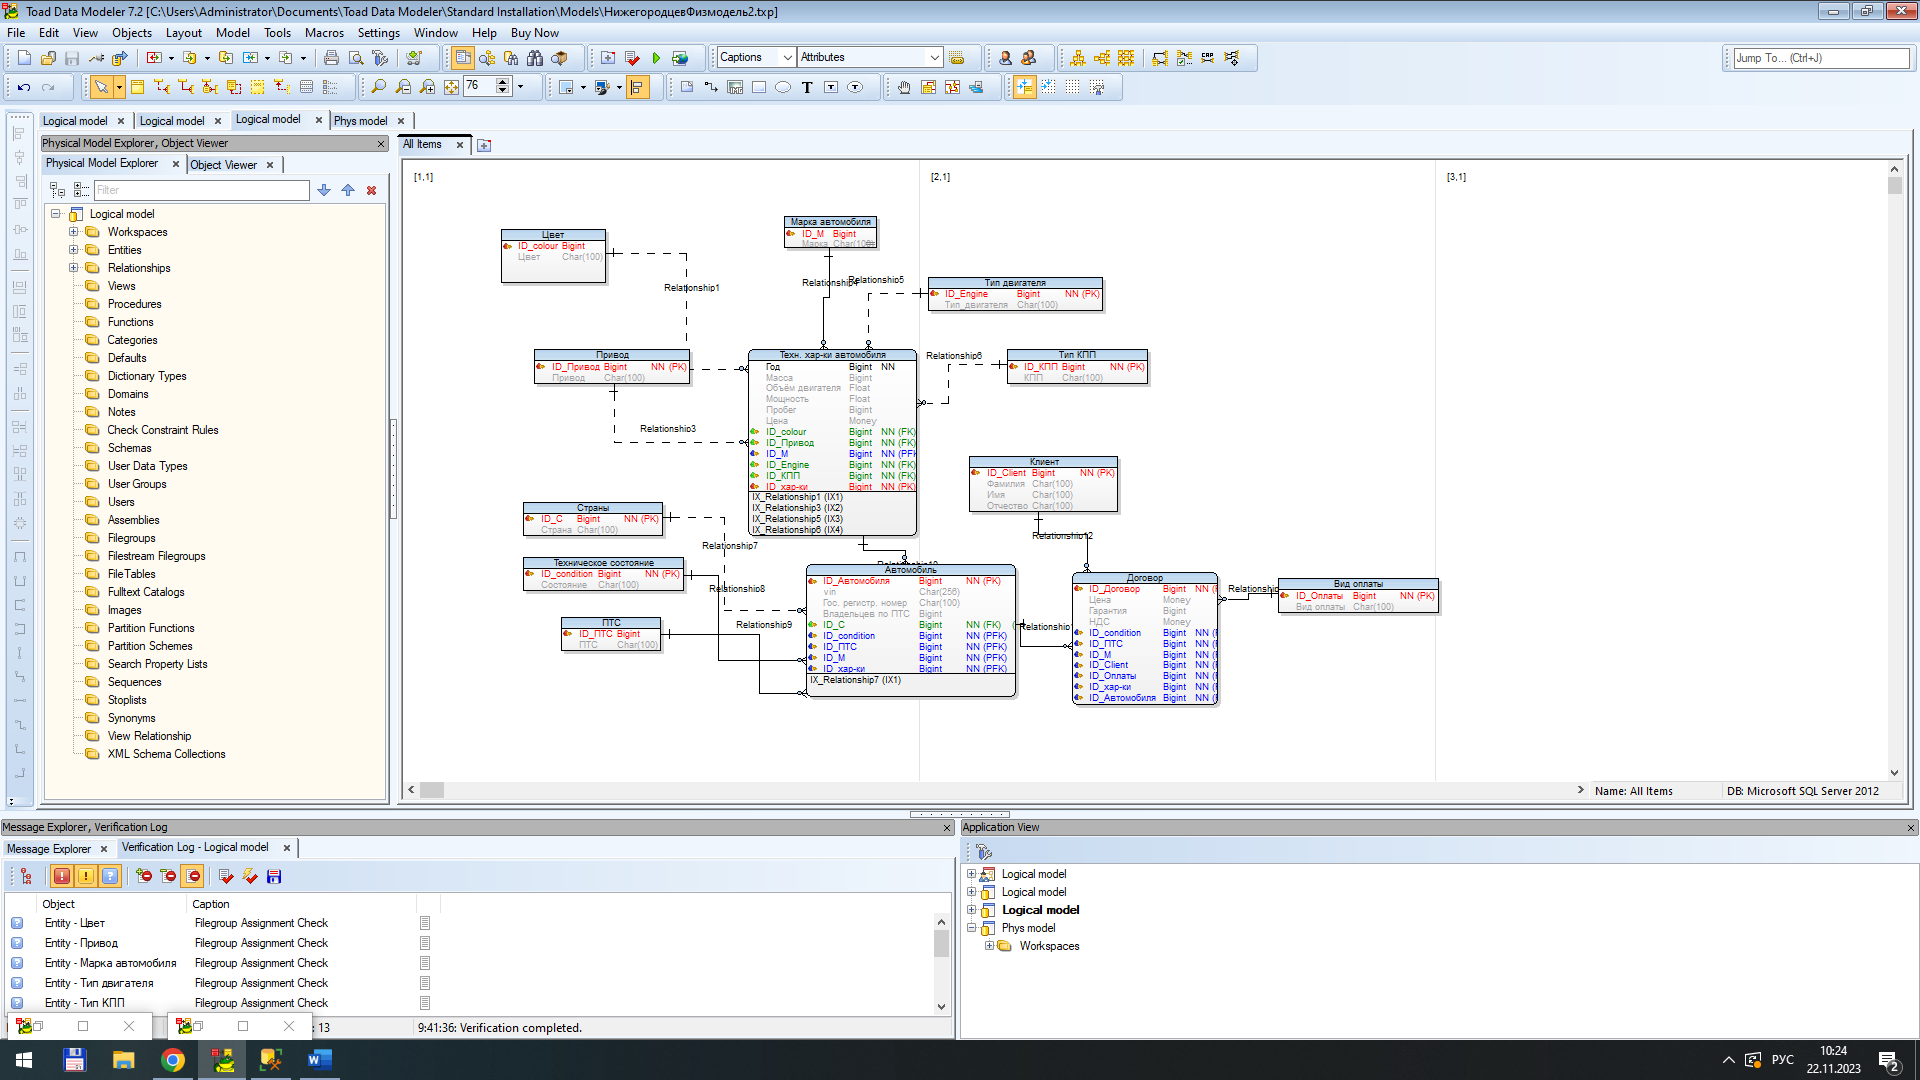 Toad Data Modeler 7.2 [C:\Users\Administrator\Documents\Toad Data Modeler\Standard Installation\Models\НижегородцевФизмодель2.txp]
File Edit View Objects Layout Model Tools Macros Settings Window Help Buy Now
Captions Attributes Jump To... (Ctrl+J)
76
Logical model Logical model Logical model Phys model
Physical Model Explorer, Object Viewer
Physical Model Explorer Object Viewer
Filter
Logical model
Workspaces
Entities
Relationships
Views
Procedures
Functions
Categories
Defaults
Dictionary Types
Domains
Notes
Check Constraint Rules
Schemas
User Data Types
User Groups
Users
Assemblies
Filegroups
Filestream Filegroups
FileTables
Fulltext Catalogs
Images
Partition Functions
Partition Schemes
Search Property Lists
Sequences
Stoplists
Synonyms
View Relationship
XML Schema Collections
All Items
[1,1] [2,1] [3,1]
Цвет
ID_colour Bigint
Цвет Char(100)
Марка автомобиля
ID_M Bigint
Марка Char(100)
Relationship1
Relationship5
Тип двигателя
ID_Engine Bigint NN (PK)
Тип_двигателя Char(100)
Привод
ID_Привод Bigint NN (PK)
Привод Char(100)
Relationship3
Техн. хар-ки автомобиля
Год Bigint NN
Масса Bigint
Объём двигателя Float
Мощность Float
Пробег Bigint
Цена Money
ID_colour Bigint NN (FK)
ID_Привод Bigint NN (FK)
ID_M Bigint NN (PFK
ID_Engine Bigint NN (FK)
ID_КПП Bigint NN (FK)
ID_хар-ки Bigint NN (PK)
IX_Relationship1 (IX1)
IX_Relationship3 (IX2)
IX_Relationship5 (IX3)
IX_Relationship6 (IX4)
Relationship6
Тип КПП
ID_КПП Bigint NN (PK)
КПП Char(100)
Клиент
ID_Client Bigint NN (PK)
Фамилия Char(100)
Имя Char(100)
Отчество Char(100)
Relationship12
Страны
ID_C Bigint NN (PK)
Страна Char(100)
Relationship7
Техническое состояние
ID_condition Bigint NN (PK)
Состояние Char(100)
Relationship8
ПТС
ID_ПТС Bigint
ПТС Char(100)
Relationship9
Автомобиль
ID_Автомобиля Bigint NN (PK)
vin Char(256)
Гос. регистр. номер Char(100)
Владельцев по ПТС Bigint
ID_C Bigint NN (FK)
ID_condition Bigint NN (PFK)
ID_ПТС Bigint NN (PFK)
ID_M Bigint NN (PFK)
ID_хар-ки Bigint NN (PFK)
IX_Relationship7 (IX1)
Договор
ID_Договор Bigint NN (
Цена Money
Гарантия Bigint
НДС Money
ID_condition Bigint NN (
ID_ПТС Bigint NN (
ID_M Bigint NN (
ID_Client Bigint NN (
ID_Оплаты Bigint NN (
ID_хар-ки Bigint NN (
ID_Автомобиля Bigint NN (
Вид оплаты
ID_Оплаты Bigint NN (PK)
Вид оплаты Char(100)
Name: All Items DB: Microsoft SQL Server 2012
Message Explorer, Verification Log
Message Explorer Verification Log - Logical model
Object Caption
Entity - Цвет Filegroup Assignment Check
Entity - Привод Filegroup Assignment Check
Entity - Марка автомобиля Filegroup Assignment Check
Entity - Тип двигателя Filegroup Assignment Check
Entity - Тип КПП Filegroup Assignment Check
: 13 9:41:36: Verification completed.
Application View
Logical model
Logical model
Logical model
Phys model
Workspaces
РУС
10:24
22.11.2023
2